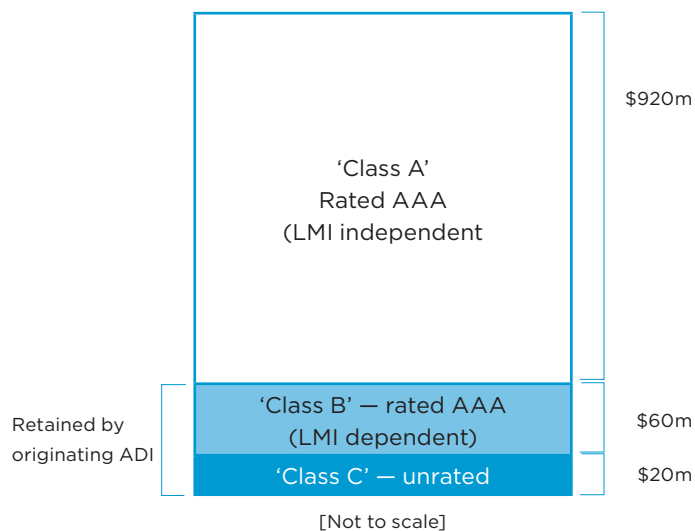 $920m
‘Class A’
Rated AAA
(LMI independent
‘Class B’ — rated AAA
(LMI dependent)
$60m
Retained by
originating ADI
‘Class C’ — unrated
$20m
[Not to scale]